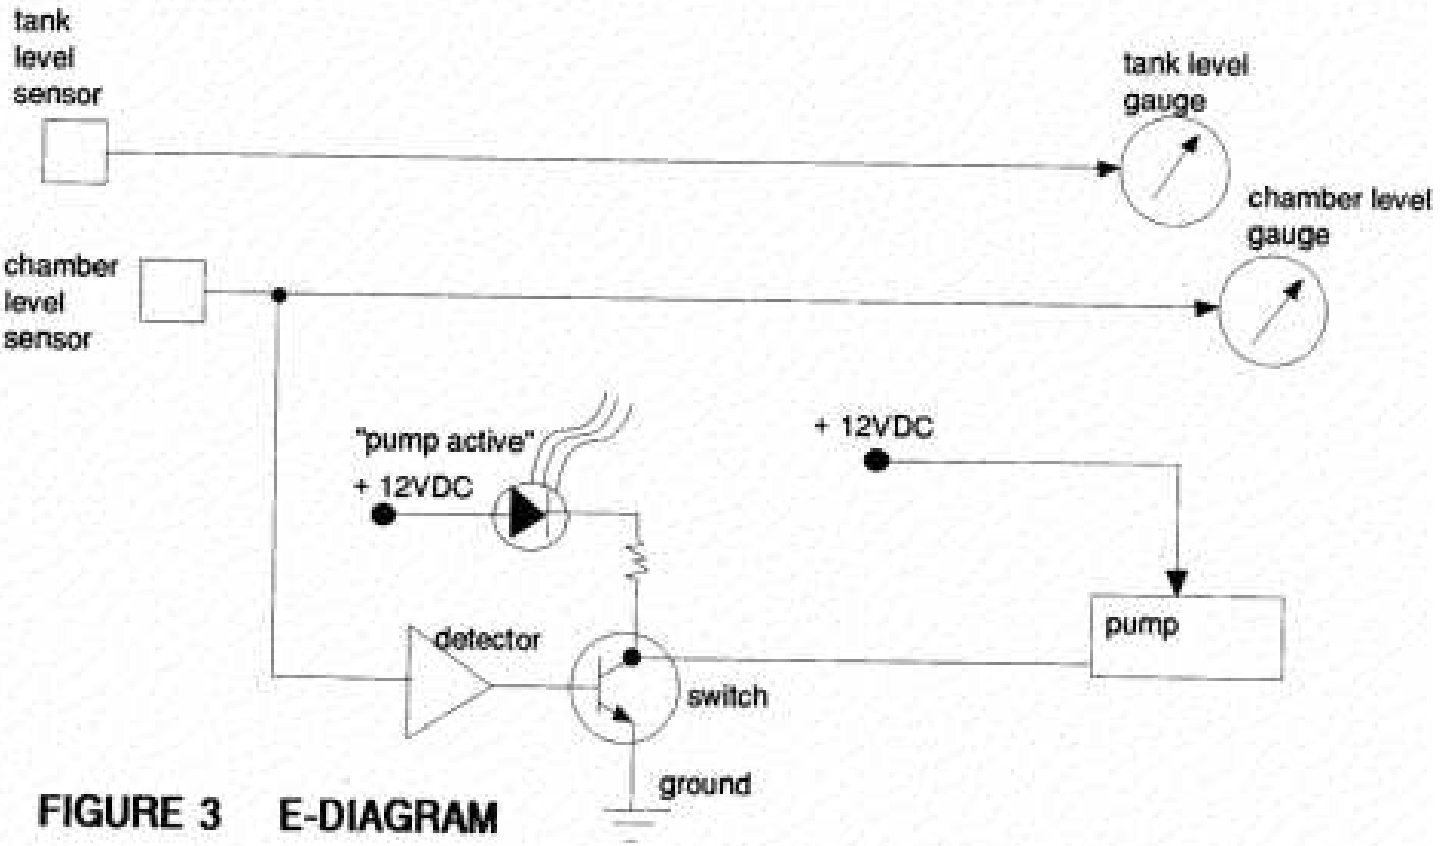 tank
level
sensor
tank level
gauge
chamber level
gauge
chamber
level
sensor
"pump active"
+ 12VDC
+ 12VDC
detector
pump
switch
ground
FIGURE 3 E-DIAGRAM